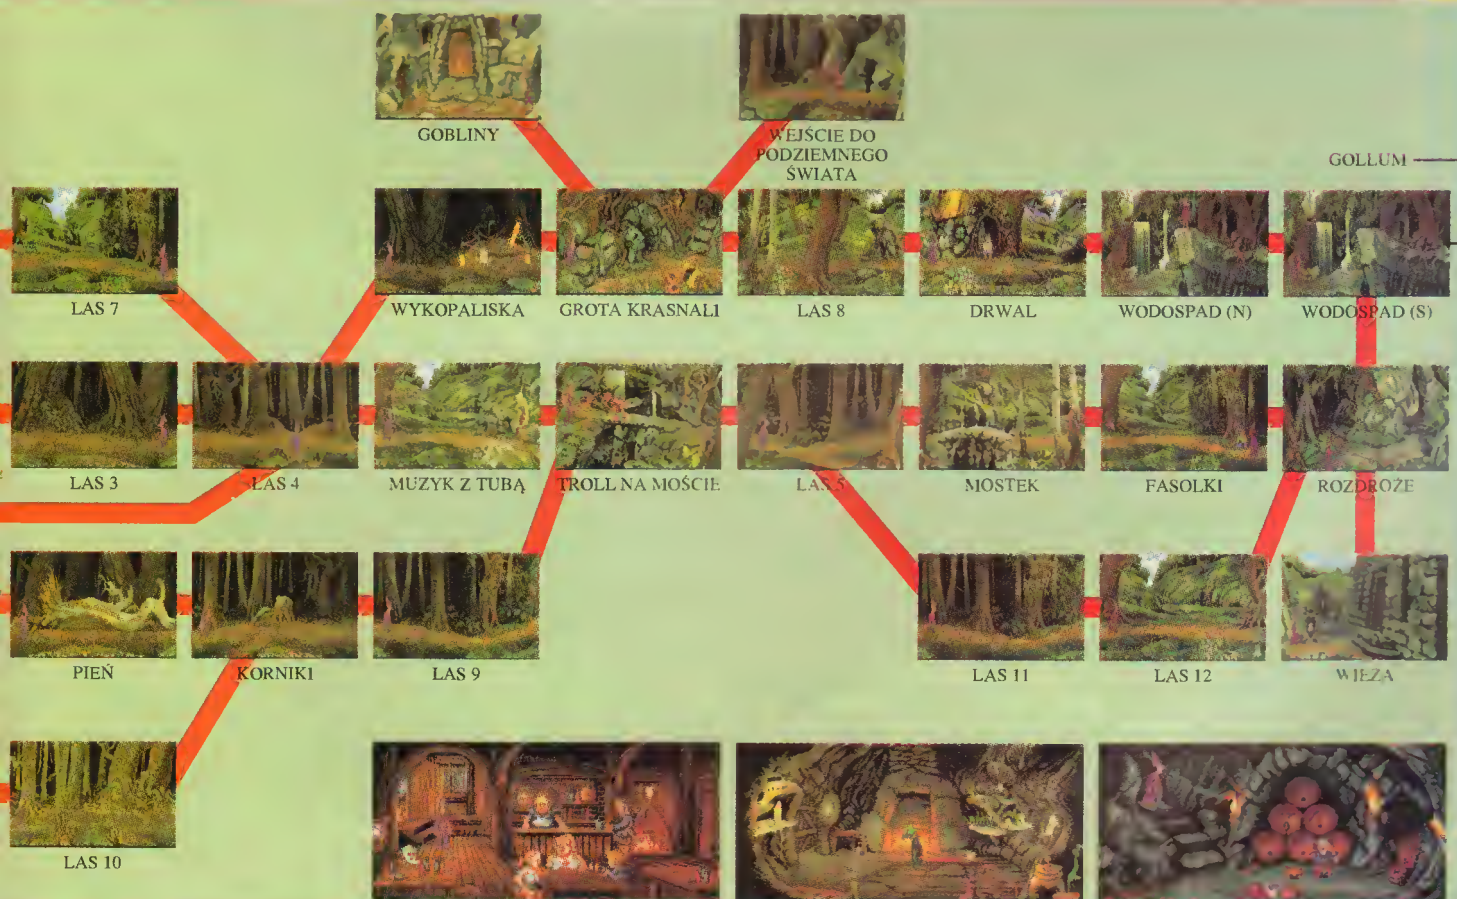 GOBLINY
WEJŚCIE DO
PODZIEMNEGO
ŚWIATA
GOLLUM
LAS 7
WYKOPALISKA
GROTA KRASNALI
LAS 8
DRWAL
WODOSPAD (N)
WODOSPAD (S)
LAS 3
LAS 4
MUZYK Z TUBĄ
TROLL NA MOŚCIE
LAS 5
MOSTEK
FASOLKI
ROZDROŻE
PIEŃ
KORNIKI
LAS 9
LAS 11
LAS 12
WIEŻA
LAS 10